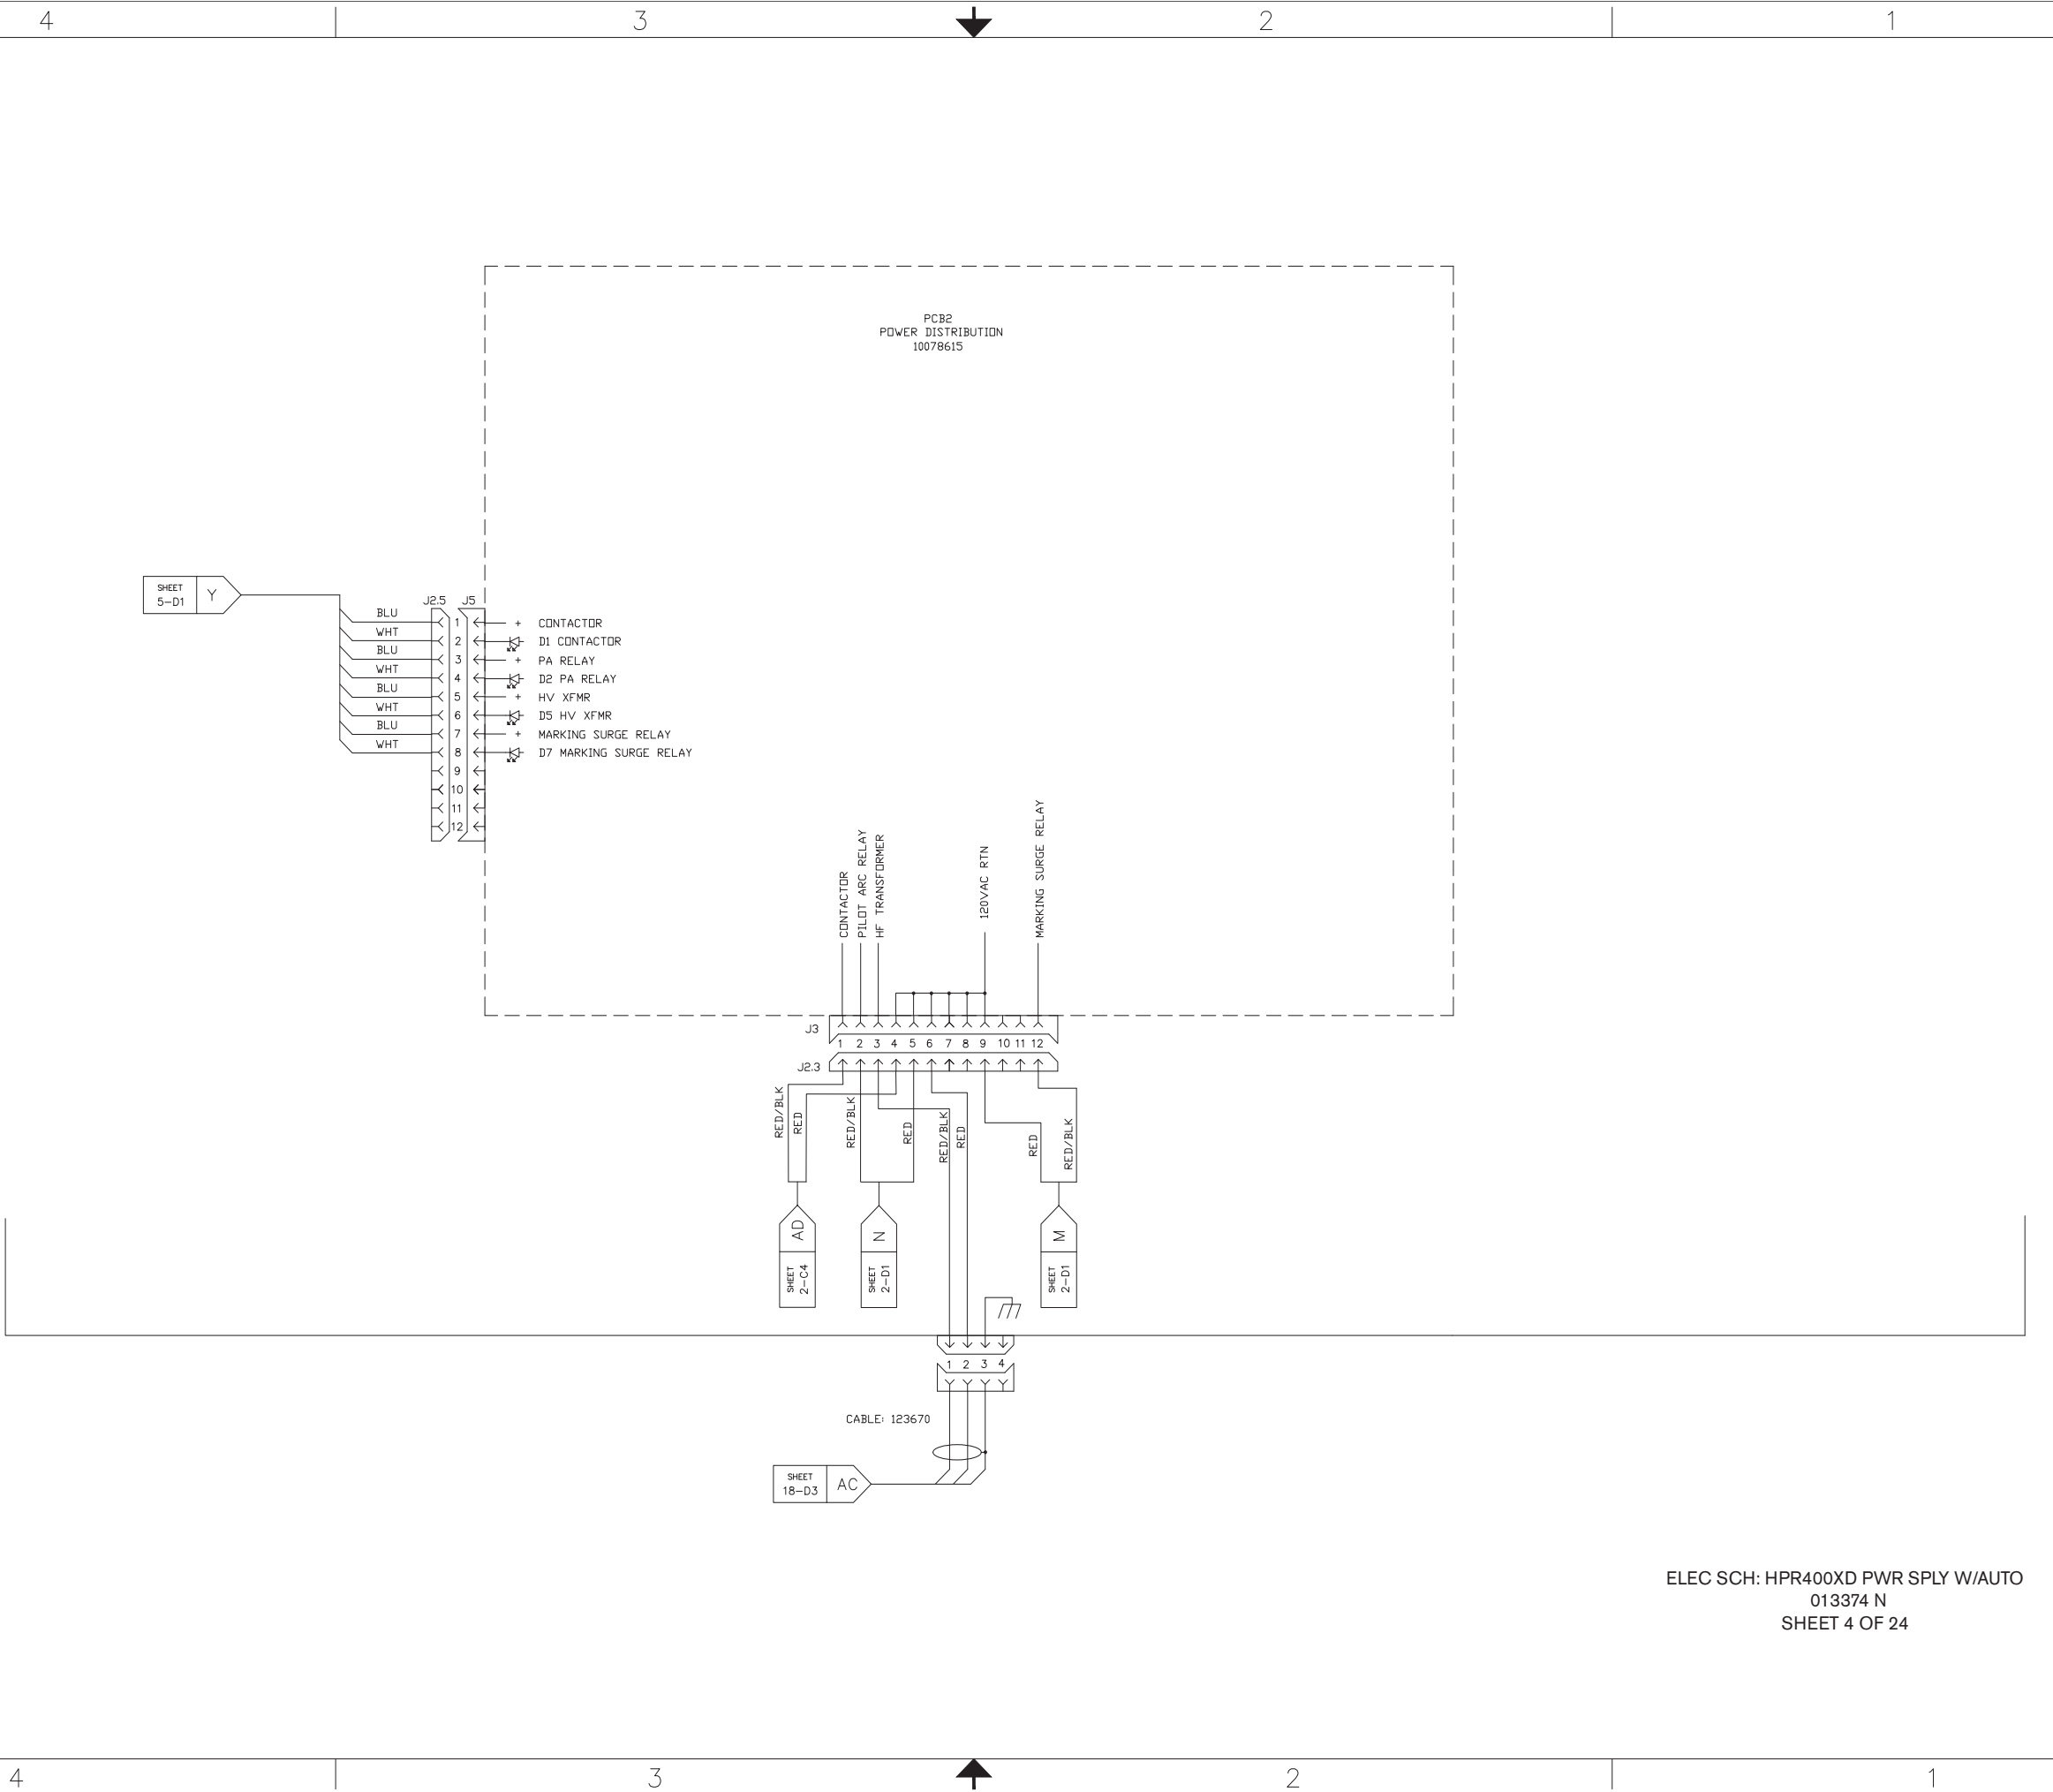 4 3 2 1
PCB2
POWER DISTRIBUTION
10078615
SHEET
5-D1
Y
J2.5 J5
BLU 1 + CONTACTOR
WHT 2 D1 CONTACTOR
BLU 3 + PA RELAY
WHT 4 D2 PA RELAY
BLU 5 + HV XFMR
WHT 6 D5 HV XFMR
BLU 7 + MARKING SURGE RELAY
WHT 8 D7 MARKING SURGE RELAY
9
10
11
12
CONTACTOR
PILOT ARC RELAY
HF TRANSFORMER
120VAC RTN
MARKING SURGE RELAY
J3
1 2 3 4 5 6 7 8 9 10 11 12
J2.3
RED/BLK
RED
RED/BLK
RED
RED/BLK
RED
RED
RED/BLK
AD
SHEET
2-C4
N
SHEET
2-D1
M
SHEET
2-D1
1 2 3 4
CABLE: 123670
SHEET
18-D3
AC
ELEC SCH: HPR400XD PWR SPLY W/AUTO
013374 N
SHEET 4 OF 24
4 3 2 1